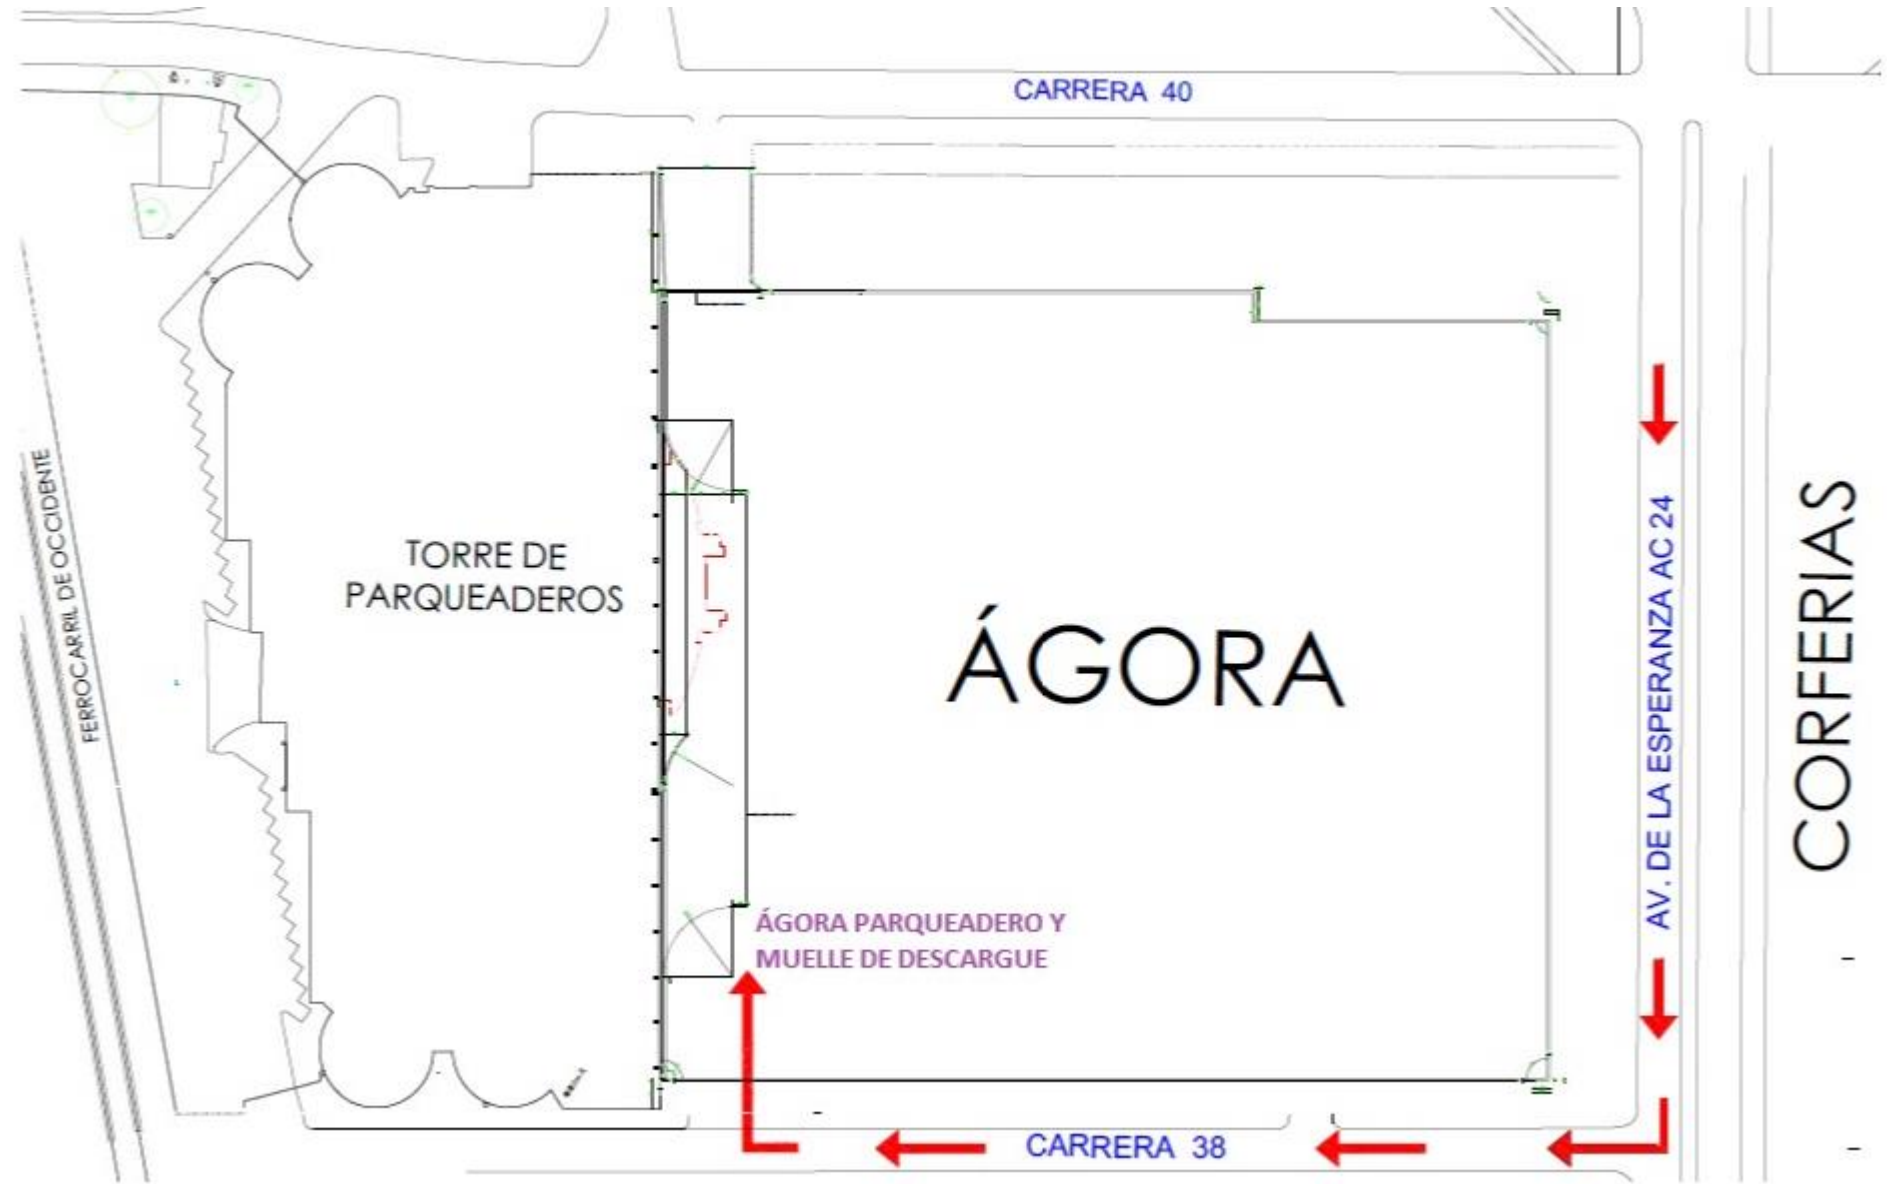 CARRERA 40
FERROCARRIL DE OCCIDENTE
TORRE DE
PARQUEADEROS
ÁGORA
AV. DE LA ESPERANZA AC 24
CORFERIAS
ÁGORA PARQUEADERO Y
MUELLE DE DESCARGUE
CARRERA 38